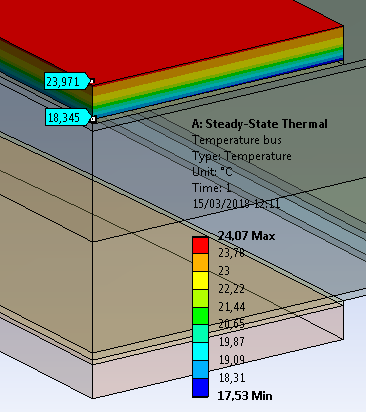 23,971
18,345
A: Steady-State Thermal
Temperature bus
Type: Temperature
Unit: °C
Time: 1
15/03/2018 12:11
24,07 Max
23,78
23
22,22
21,44
20,65
19,87
19,09
18,31
17,53 Min